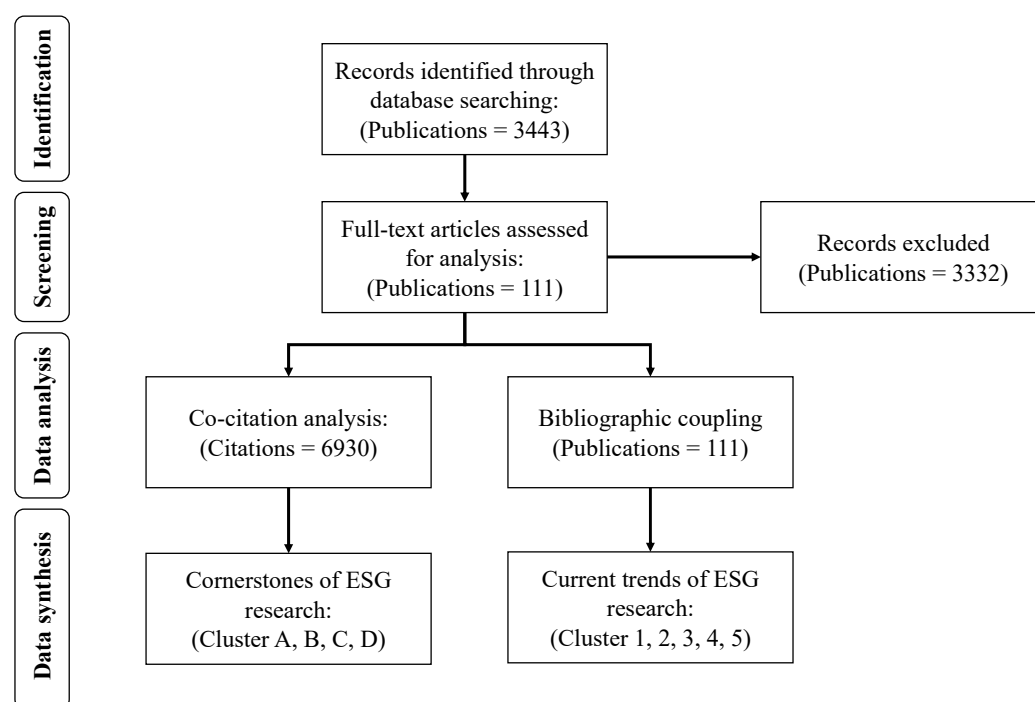 Identification
Records identified through
database searching:
(Publications = 3443)
Screening
Full-text articles assessed
for analysis:
(Publications = 111)
Records excluded
(Publications = 3332)
Data analysis
Co-citation analysis:
(Citations = 6930)
Bibliographic coupling
(Publications = 111)
Data synthesis
Cornerstones of ESG
research:
(Cluster A, B, C, D)
Current trends of ESG
research:
(Cluster 1, 2, 3, 4, 5)